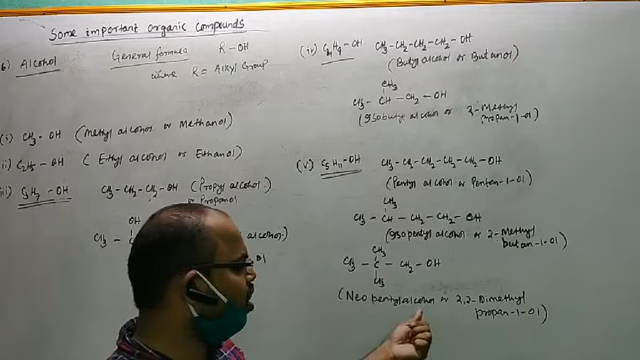 Some important organic compounds
6) Alcohol General formula R-OH
where R = Alkyl Group
(i) CH3-OH (Methyl alcohol or Methanol)
ii) C2H5-OH (Ethyl alcohol or Ethanol)
iii) C3H7-OH CH3-CH2-CH2-OH (Propyl alcohol)
or Propanol
OH
CH3-C
alcohol)
(iv) C4H9-OH CH3-CH2-CH2-CH2-OH
(Butyl alcohol or Butanol)
CH3
CH3-CH-CH2-OH
(Isobutyl alcohol or 2-Methyl
propan-1-ol)
(v) C5H11-OH CH3-CH2-CH2-CH2-CH2-OH
(Pentyl alcohol or Pentan-1-ol)
CH3
CH3-CH-CH2-CH2-OH
(Isopentyl alcohol or 2-Methyl
butan-1-ol)
CH3
CH3-C-CH2-OH
CH3
(Neopentylalcohol or 2,2-Dimethyl
propan-1-ol)